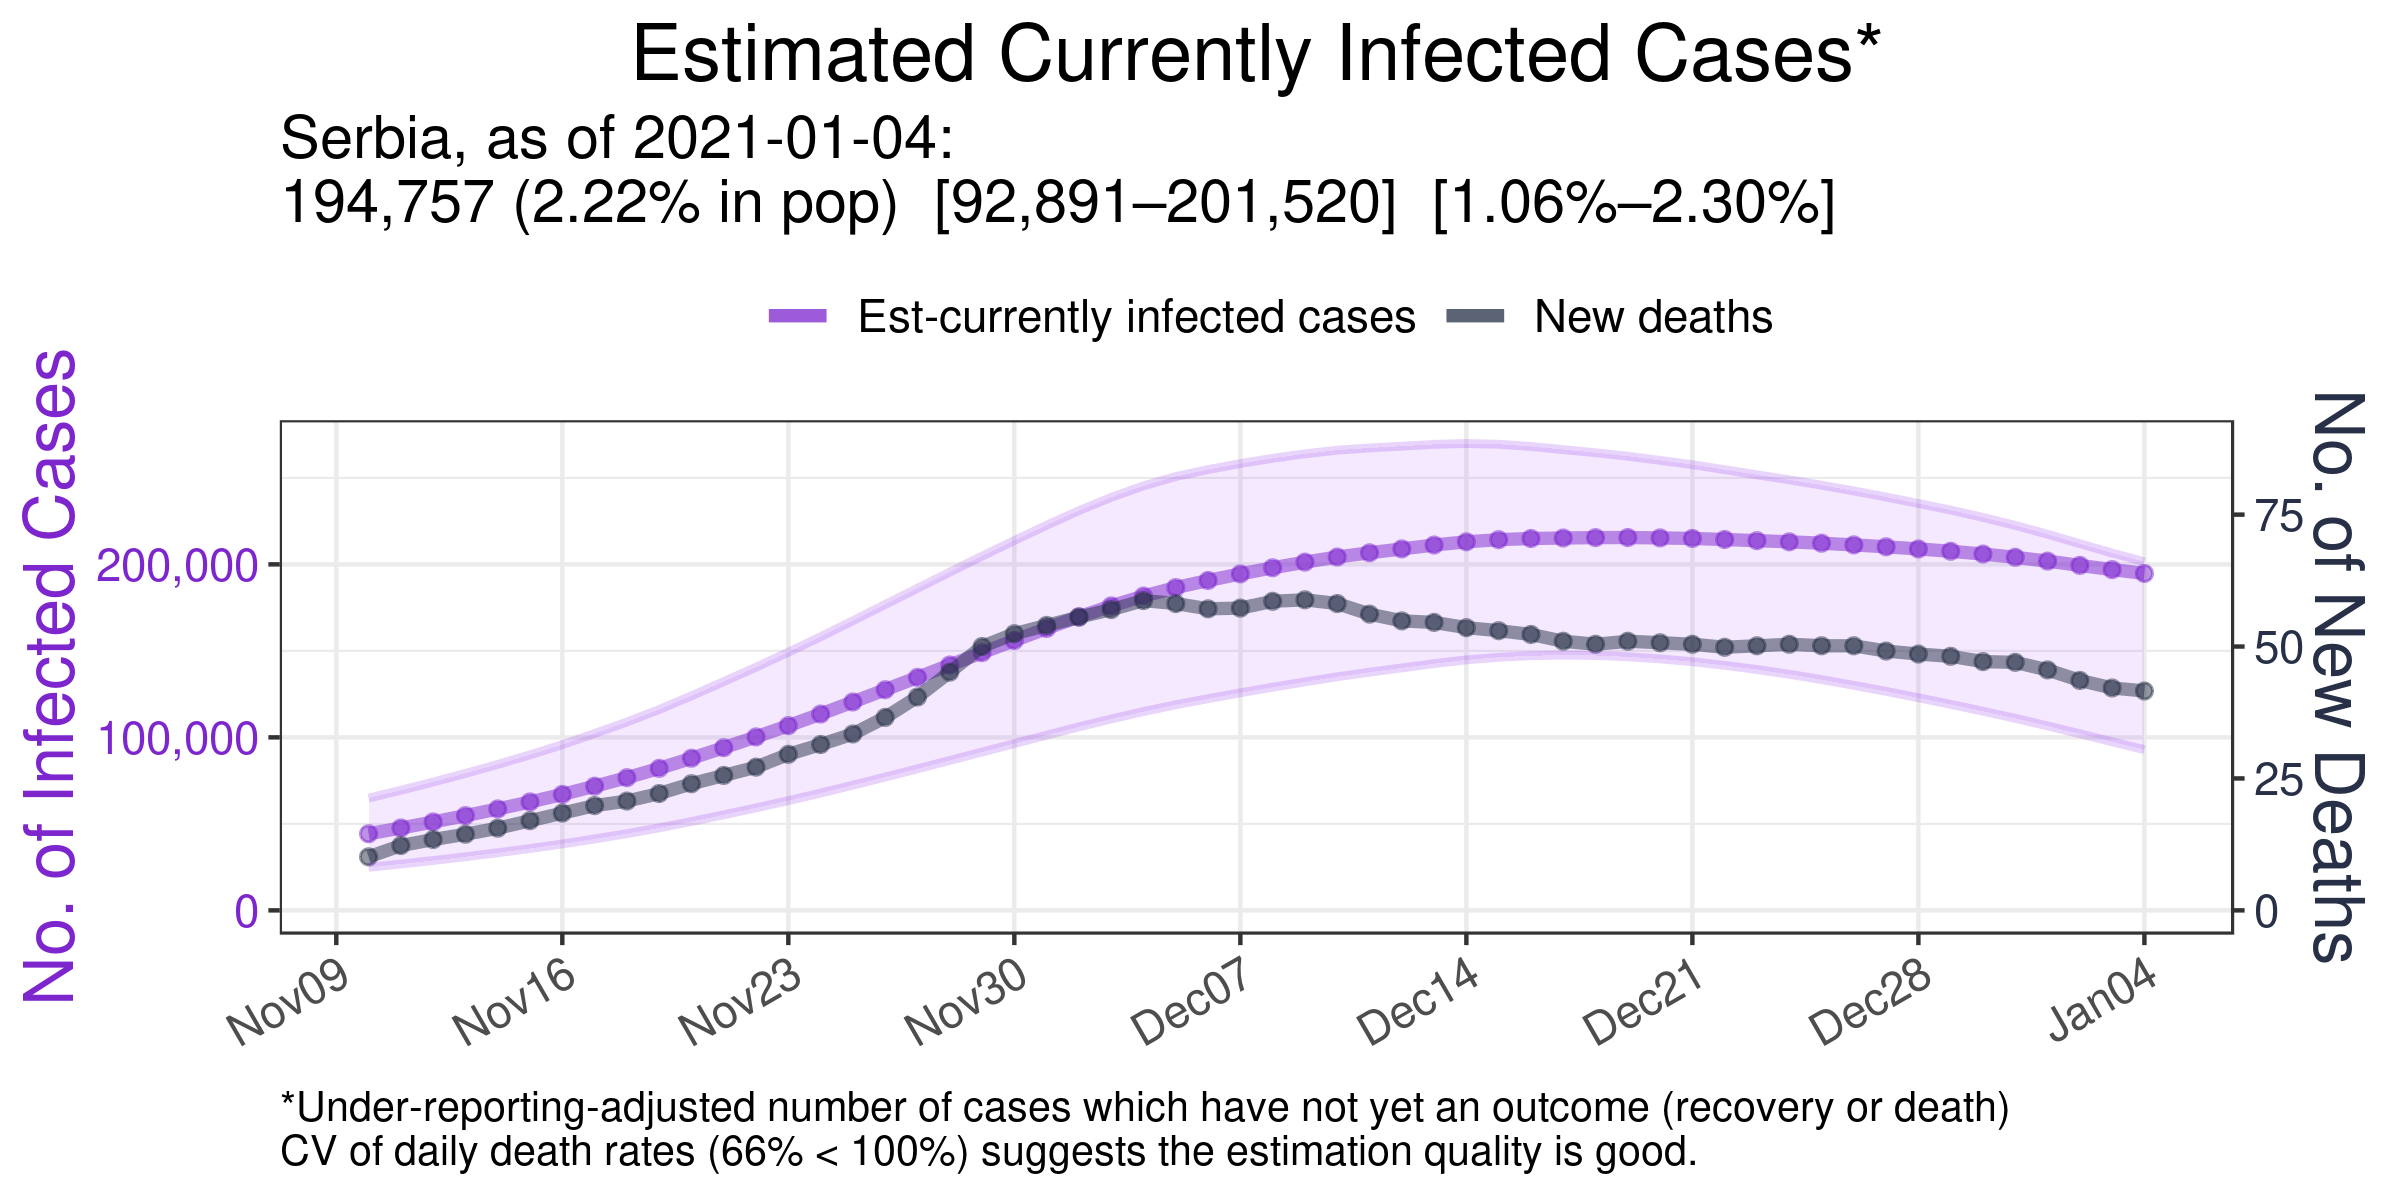 Estimated Currently Infected Cases*
Serbia, as of 2021-01-04:
194,757 (2.22% in pop)  [92,891–201,520]  [1.06%–2.30%]
Est-currently infected cases
New deaths
No. of Infected Cases
200,000
100,000
0
No. of New Deaths
75
50
25
0
Nov09
Nov16
Nov23
Nov30
Dec07
Dec14
Dec21
Dec28
Jan04
*Under-reporting-adjusted number of cases which have not yet an outcome (recovery or death)
CV of daily death rates (66% < 100%) suggests the estimation quality is good.